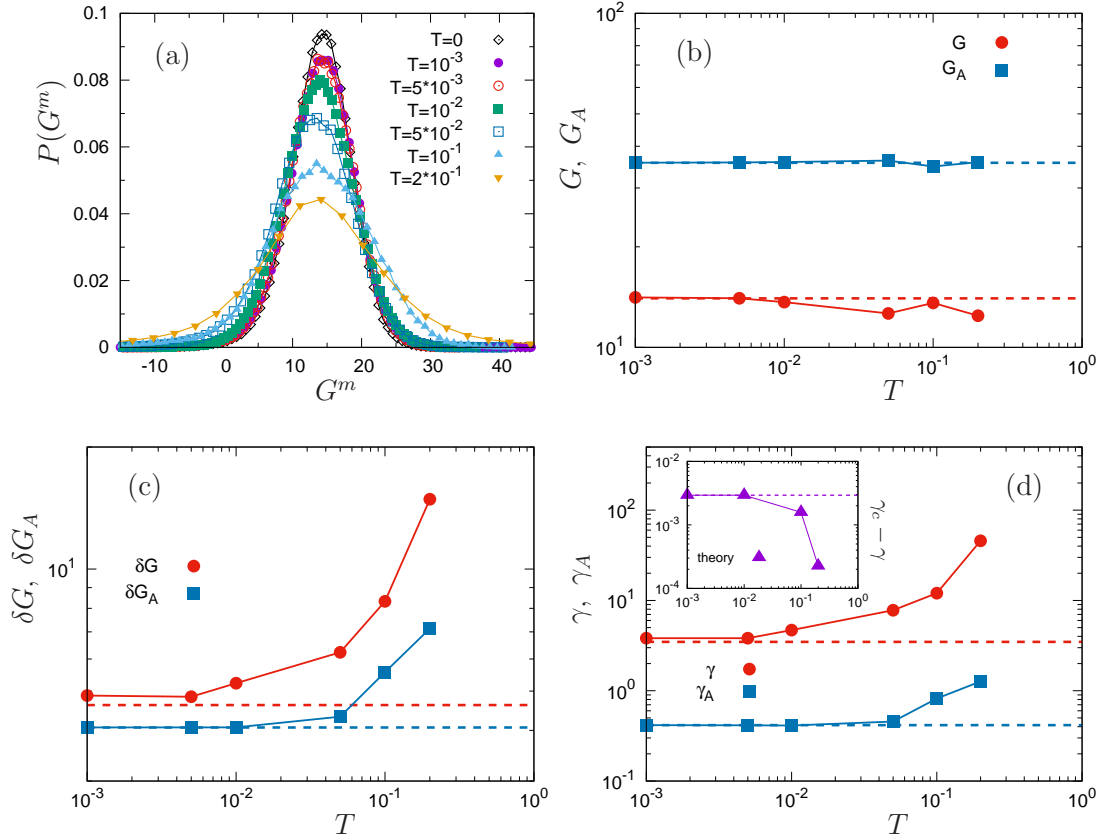 (a)
P(G^m)
0.1
0.08
0.06
0.04
0.02
0
-10 0 10 20 30 40
G^m
T=0
T=10^-3
T=5*10^-3
T=10^-2
T=5*10^-2
T=10^-1
T=2*10^-1
(b)
G, G_A
10^2
10^1
10^-3 10^-2 10^-1 10^0
T
G
G_A
(c)
δG, δG_A
10^1
10^-3 10^-2 10^-1 10^0
T
δG
δG_A
(d)
γ, γ_A
10^2
10^1
10^0
10^-1
10^-3 10^-2 10^-1 10^0
T
γ
γ_A
10^-2
10^-3
10^-4
10^-3 10^-2 10^-1 10^0
theory
γ_c − γ